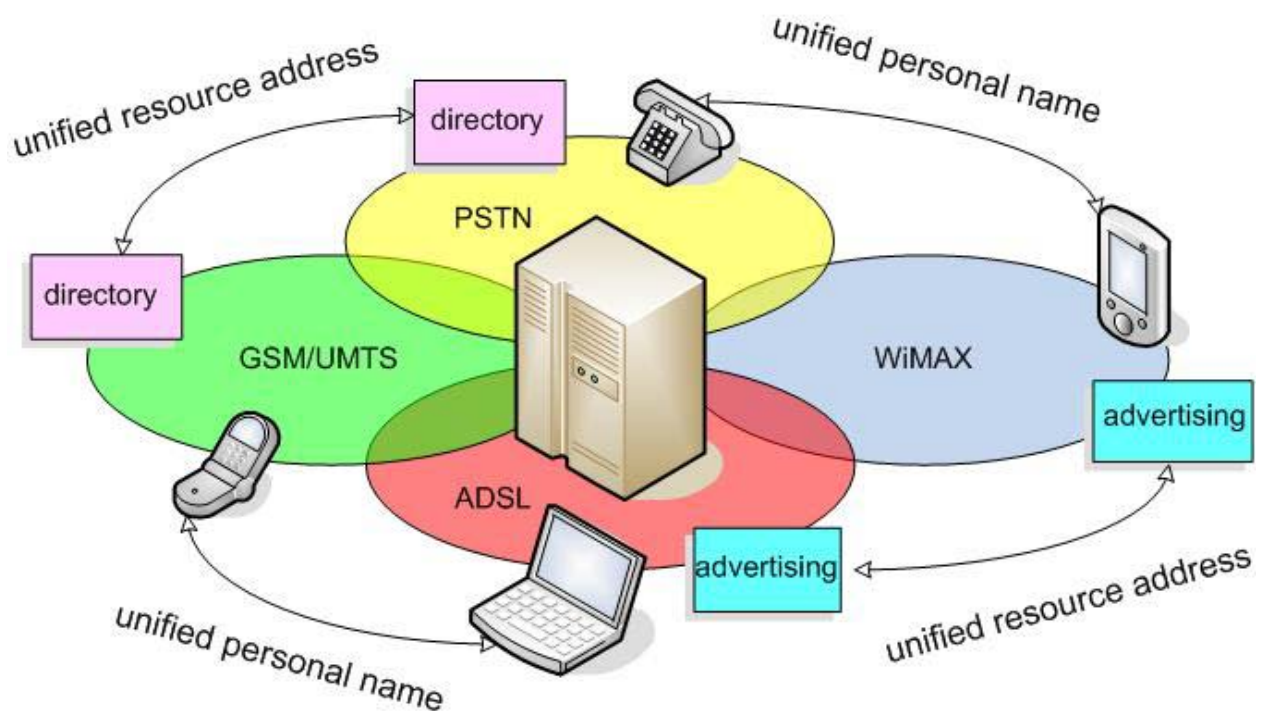 unified resource address
unified personal name
directory
PSTN
directory
GSM/UMTS
WiMAX
advertising
ADSL
advertising
unified resource address
unified personal name